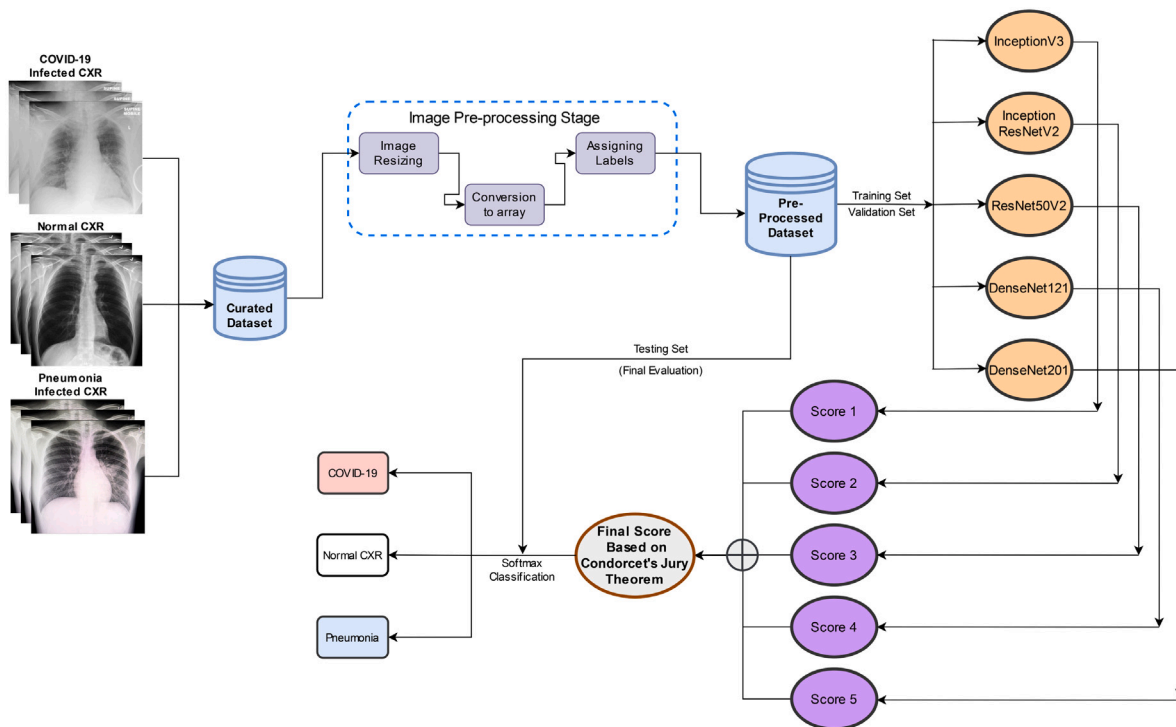 COVID-19
Infected CXR
Normal CXR
Pneumonia
Infected CXR
Curated
Dataset
Image Pre-processing Stage
Image
Resizing
Conversion
to array
Assigning
Labels
Pre-
Processed
Dataset
Training Set
Validation Set
InceptionV3
Inception
ResNetV2
ResNet50V2
DenseNet121
DenseNet201
Testing Set
(Final Evaluation)
Score 1
Score 2
Score 3
Score 4
Score 5
Final Score
Based on
Condorcet's Jury
Theorem
Softmax
Classification
COVID-19
Normal CXR
Pneumonia